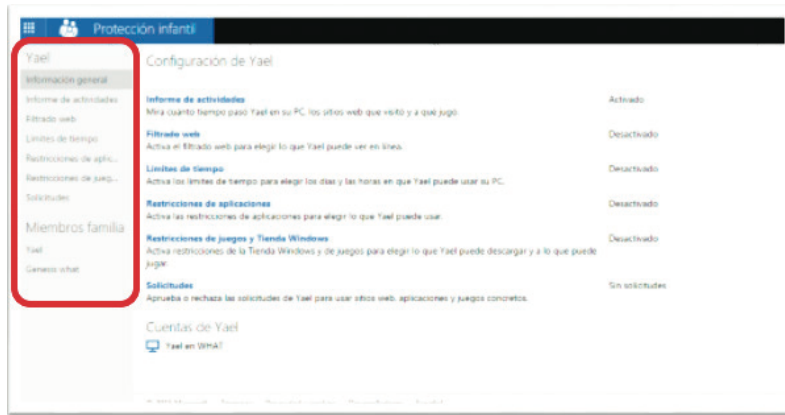 Protección infantil
Yael
Información general
Informe de actividades
Filtrado web
Límites de tiempo
Restricciones de aplic...
Restricciones de jueg...
Solicitudes
Miembros familia
Yael
Genesis what
Configuración de Yael
Informe de actividades
Activado
Mira cuánto tiempo pasó Yael en su PC, los sitios web que visitó y a qué jugó.
Filtrado web
Desactivado
Activa el filtrado web para elegir lo que Yael puede ver en línea.
Límites de tiempo
Desactivado
Activa los límites de tiempo para elegir los días y las horas en que Yael puede usar su PC.
Restricciones de aplicaciones
Desactivado
Activa las restricciones de aplicaciones para elegir lo que Yael puede usar.
Restricciones de juegos y Tienda Windows
Desactivado
Activa restricciones de la Tienda Windows y de juegos para elegir lo que Yael puede descargar y a lo que puede
jugar.
Solicitudes
Sin solicitudes
Aprueba o rechaza las solicitudes de Yael para usar sitios web, aplicaciones y juegos concretos.
Cuentas de Yael
Yael en WHAT